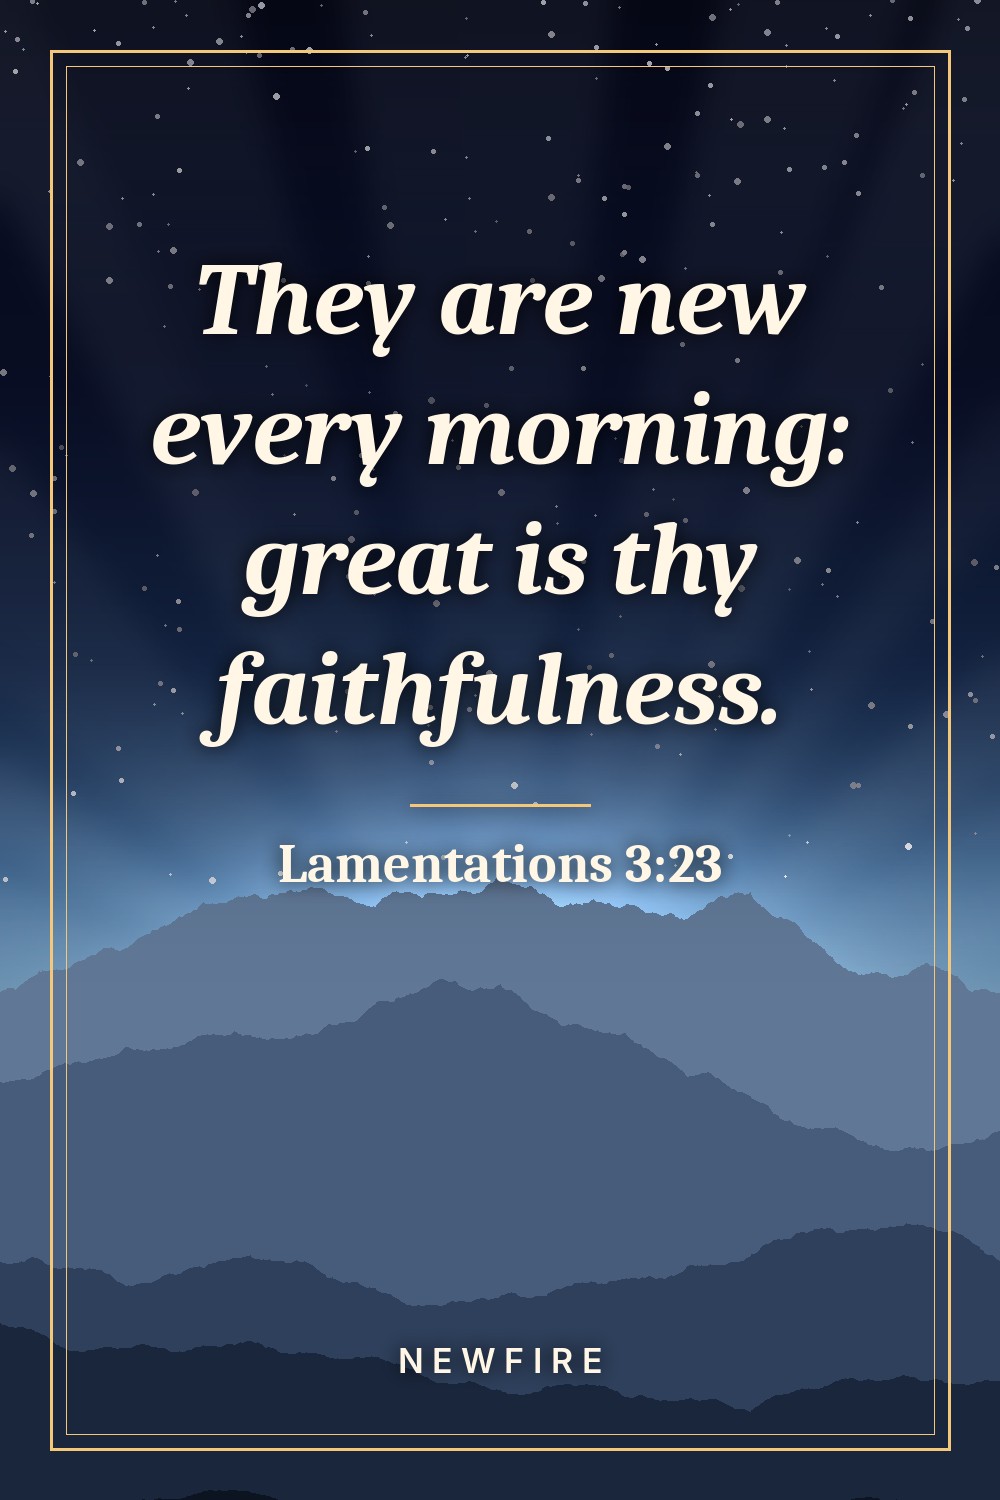 They are new
every morning:
great is thy
faithfulness.
Lamentations 3:23
NEWFIRE